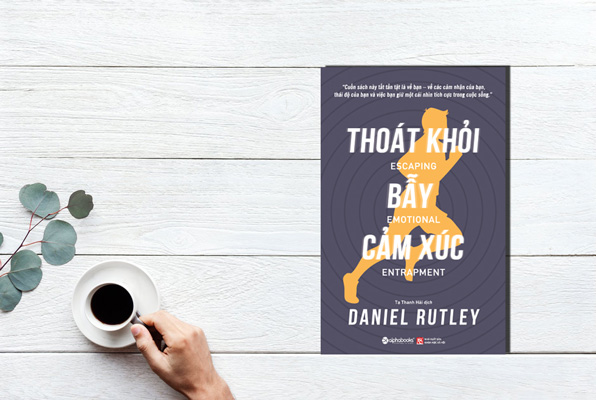 "Cuốn sách này tất tần tật là về bạn – về các cảm nhận của bạn,
thái độ của bạn và việc bạn giữ một cái nhìn tích cực trong cuộc sống."
THOÁT KHỎI
ESCAPING
BẪY
EMOTIONAL
CẢM XÚC
ENTRAPMENT
Tạ Thanh Hải dịch
DANIEL RUTLEY
alphabooks